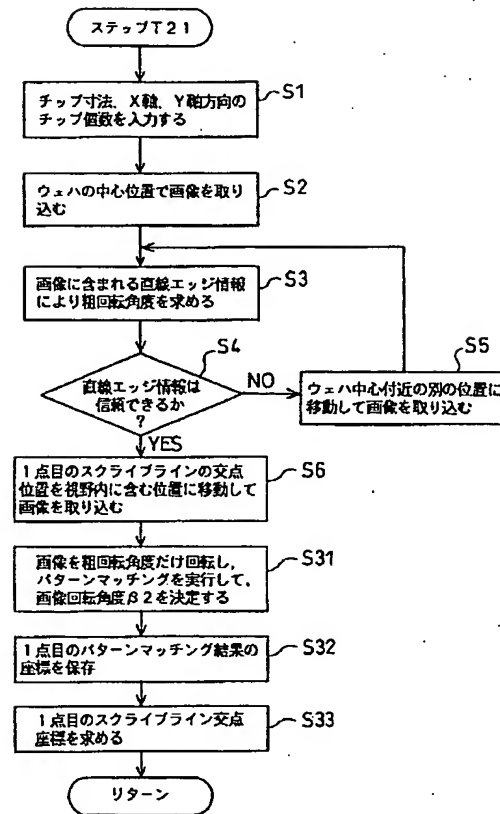 ステップT21
チップ寸法、X軸、Y軸方向の
チップ個数を入力する
S1
ウェハの中心位置で画像を取り
込む
S2
画像に含まれる直線エッジ情報
により粗回転角度を求める
S3
直線エッジ情報は
信頼できるか
?
S4
NO
YES
ウェハ中心付近の別の位置に
移動して画像を取り込む
S5
1点目のスクライブラインの交点
位置を視野内に含む位置に移動して
画像を取り込む
S6
画像を粗回転角度だけ回転し、
パターンマッチングを実行して、
画像回転角度β2を決定する
S31
1点目のパターンマッチング結果の
座標を保存
S32
1点目のスクライブライン交点
座標を求める
S33
リターン